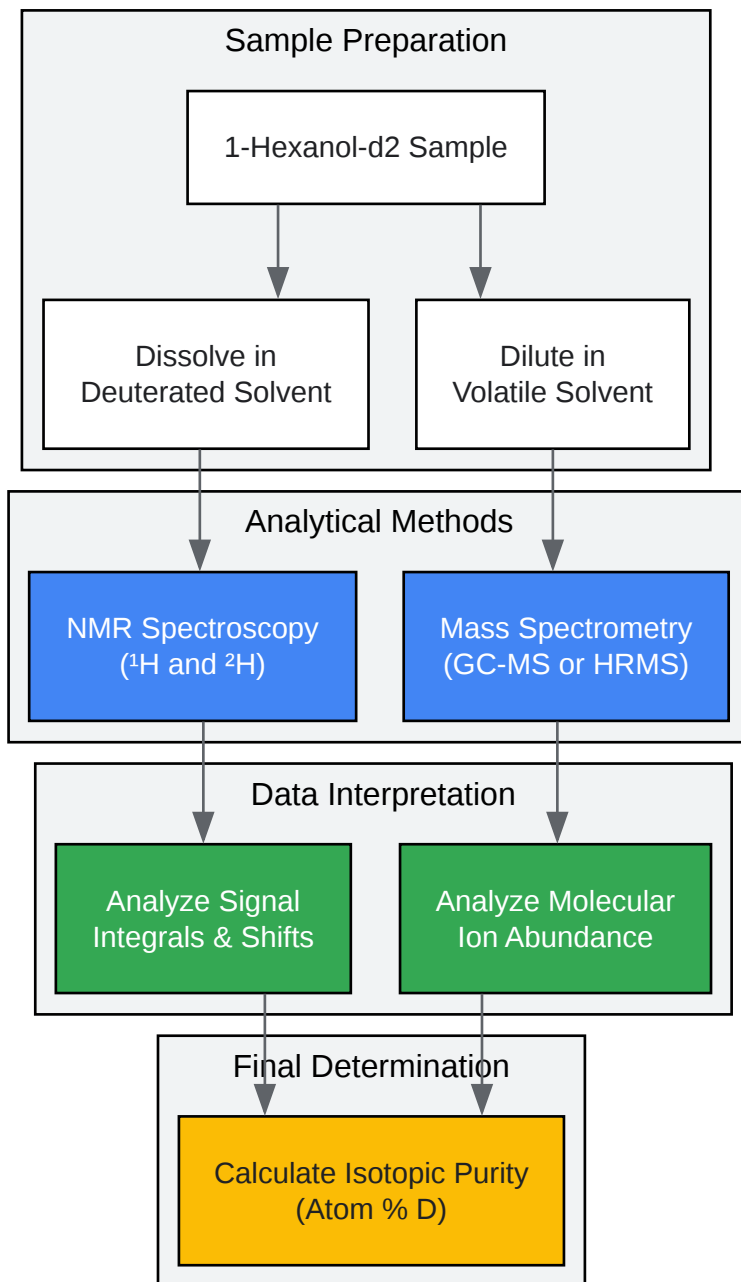 Sample Preparation
1-Hexanol-d2 Sample
Dissolve in
Deuterated Solvent
Dilute in
Volatile Solvent
Analytical Methods
NMR Spectroscopy
(¹H and ²H)
Mass Spectrometry
(GC-MS or HRMS)
Data Interpretation
Analyze Signal
Integrals & Shifts
Analyze Molecular
Ion Abundance
Final Determination
Calculate Isotopic Purity
(Atom % D)